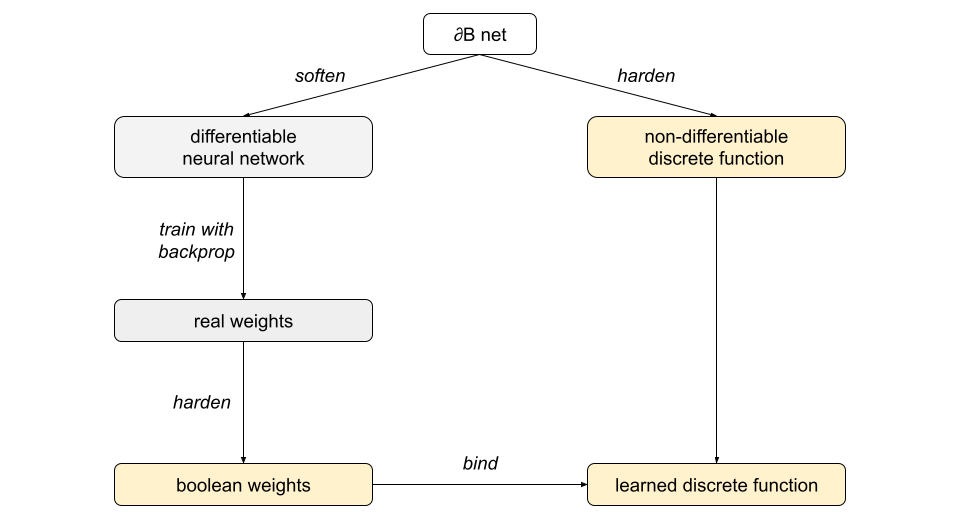 ∂B net
soften
harden
differentiable
neural network
non-differentiable
discrete function
train with
backprop
real weights
harden
boolean weights
bind
learned discrete function